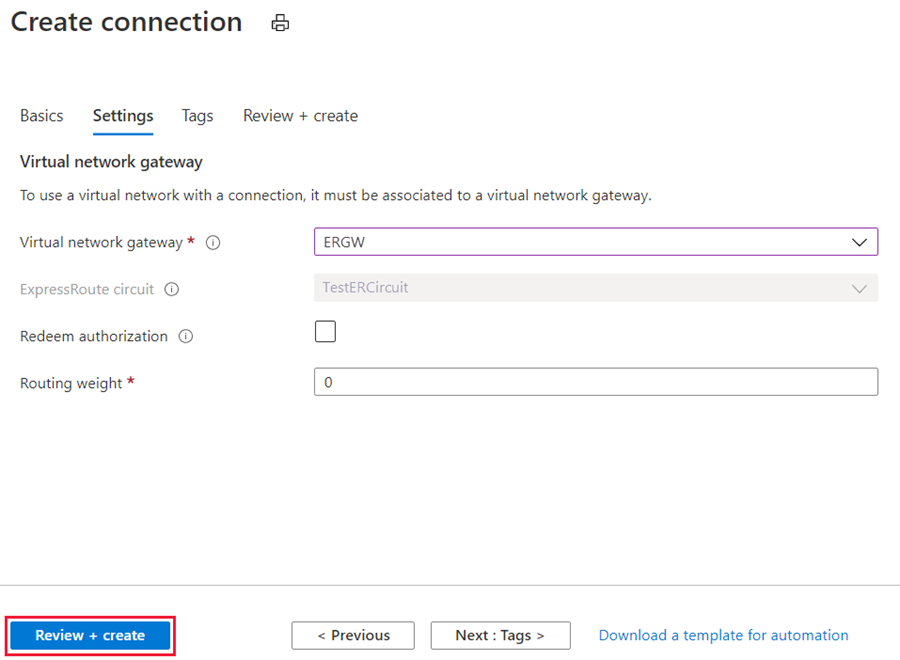 Create connection
Basics Settings Tags Review + create
Virtual network gateway
To use a virtual network with a connection, it must be associated to a virtual network gateway.
Virtual network gateway * ERGW
ExpressRoute circuit TestERCircuit
Redeem authorization
Routing weight * 0
Review + create < Previous Next : Tags > Download a template for automation